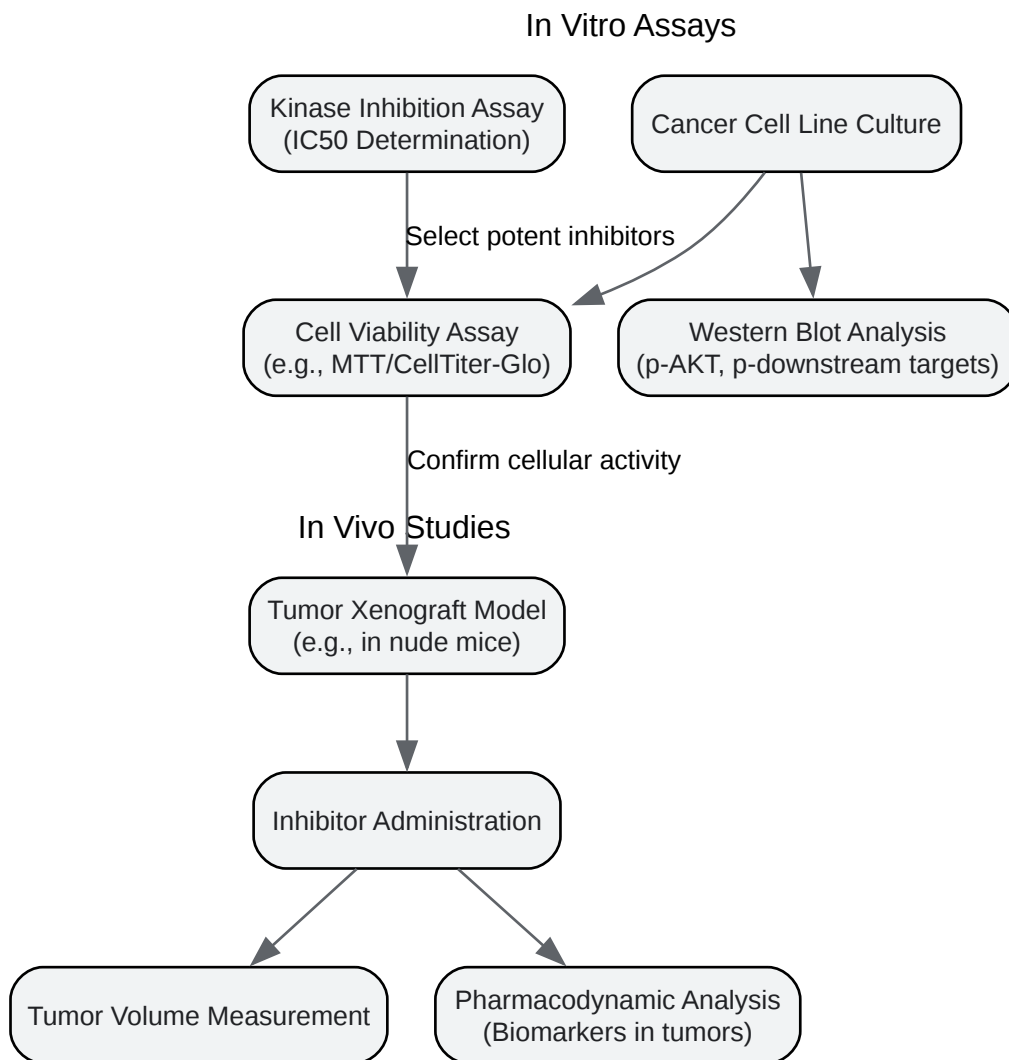 In Vitro Assays
Kinase Inhibition Assay
(IC50 Determination)
Cancer Cell Line Culture
Select potent inhibitors
Cell Viability Assay
(e.g., MTT/CellTiter-Glo)
Western Blot Analysis
(p-AKT, p-downstream targets)
Confirm cellular activity
In Vivo Studies
Tumor Xenograft Model
(e.g., in nude mice)
Inhibitor Administration
Tumor Volume Measurement
Pharmacodynamic Analysis
(Biomarkers in tumors)